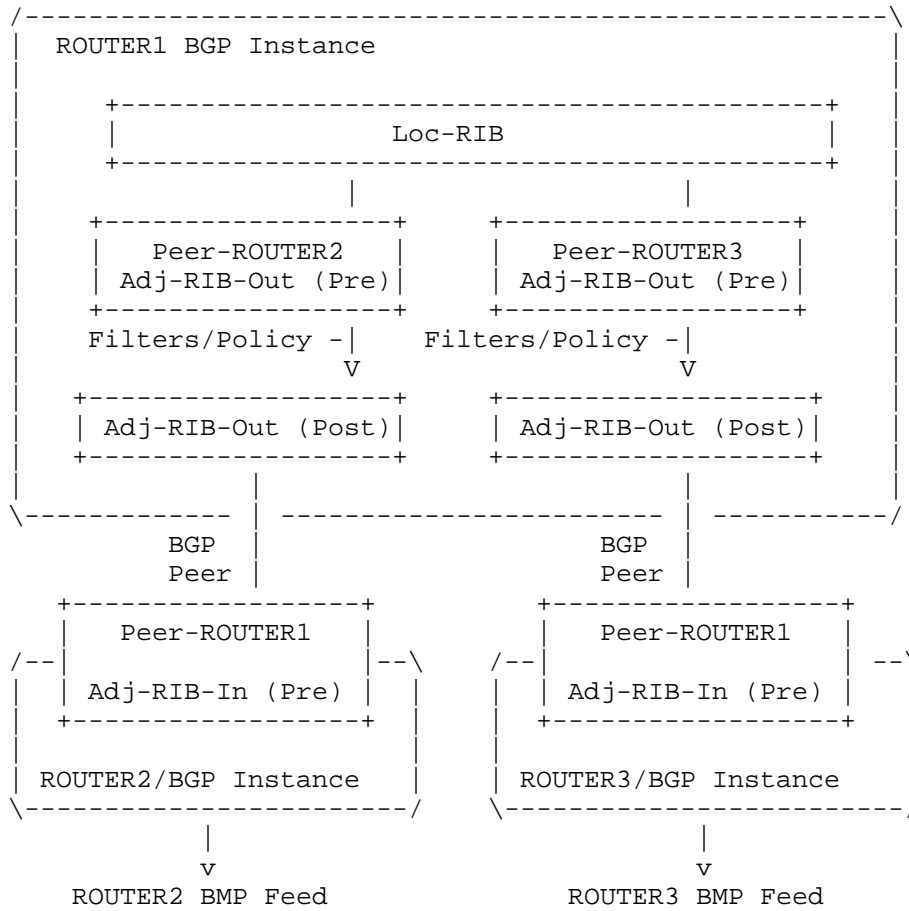 ROUTER1 BGP Instance
Loc-RIB
Peer-ROUTER2 Peer-ROUTER3
Adj-RIB-Out (Pre) Adj-RIB-Out (Pre)
Filters/Policy - Filters/Policy -
V V
Adj-RIB-Out (Post) Adj-RIB-Out (Post)
BGP BGP
Peer Peer
Peer-ROUTER1 Peer-ROUTER1
Adj-RIB-In (Pre) Adj-RIB-In (Pre)
ROUTER2/BGP Instance ROUTER3/BGP Instance
v v
ROUTER2 BMP Feed ROUTER3 BMP Feed